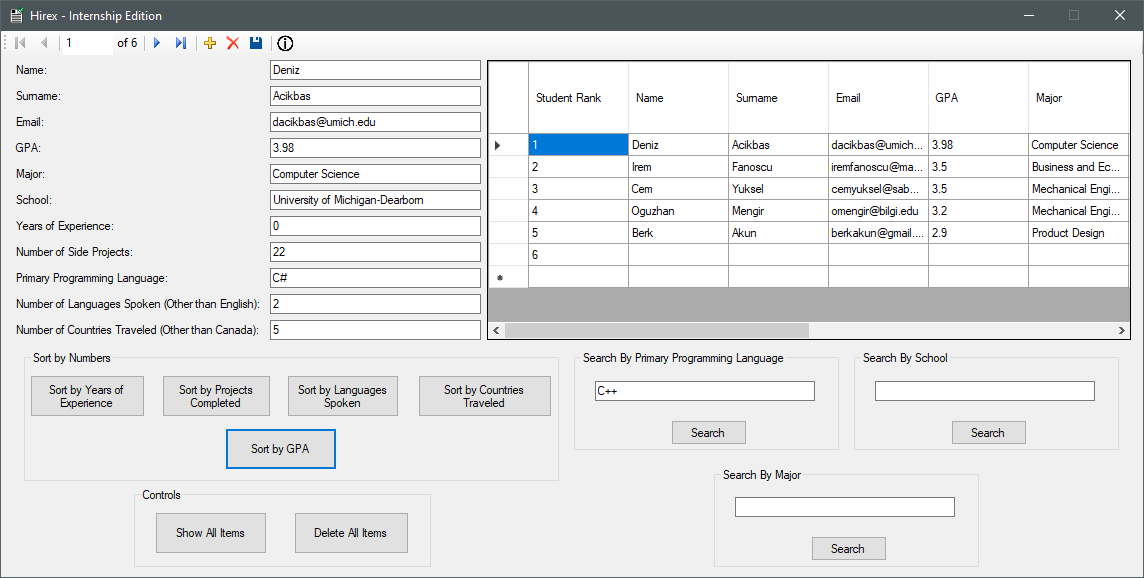 Hirex - Internship Edition
1 of 6
Name: Deniz
Surname: Acikbas
Email: dacikbas@umich.edu
GPA: 3.98
Major: Computer Science
School: University of Michigan-Dearborn
Years of Experience: 0
Number of Side Projects: 22
Primary Programming Language: C#
Number of Languages Spoken (Other than English): 2
Number of Countries Traveled (Other than Canada): 5
Student Rank Name Surname Email GPA Major
1 Deniz Acikbas dacikbas@umich... 3.98 Computer Science
2 Irem Fanoscu iremfanoscu@ma... 3.5 Business and Ec...
3 Cem Yuksel cemyuksel@sab... 3.5 Mechanical Engi...
4 Oguzhan Mengir omengir@bilgi.edu 3.2 Mechanical Engi...
5 Berk Akun berkakun@gmail.... 2.9 Product Design
6
Sort by Numbers
Sort by Years of
Experience
Sort by Projects
Completed
Sort by Languages
Spoken
Sort by Countries
Traveled
Sort by GPA
Search By Primary Programming Language
C++
Search
Search By School
Search
Search By Major
Search
Controls
Show All Items
Delete All Items